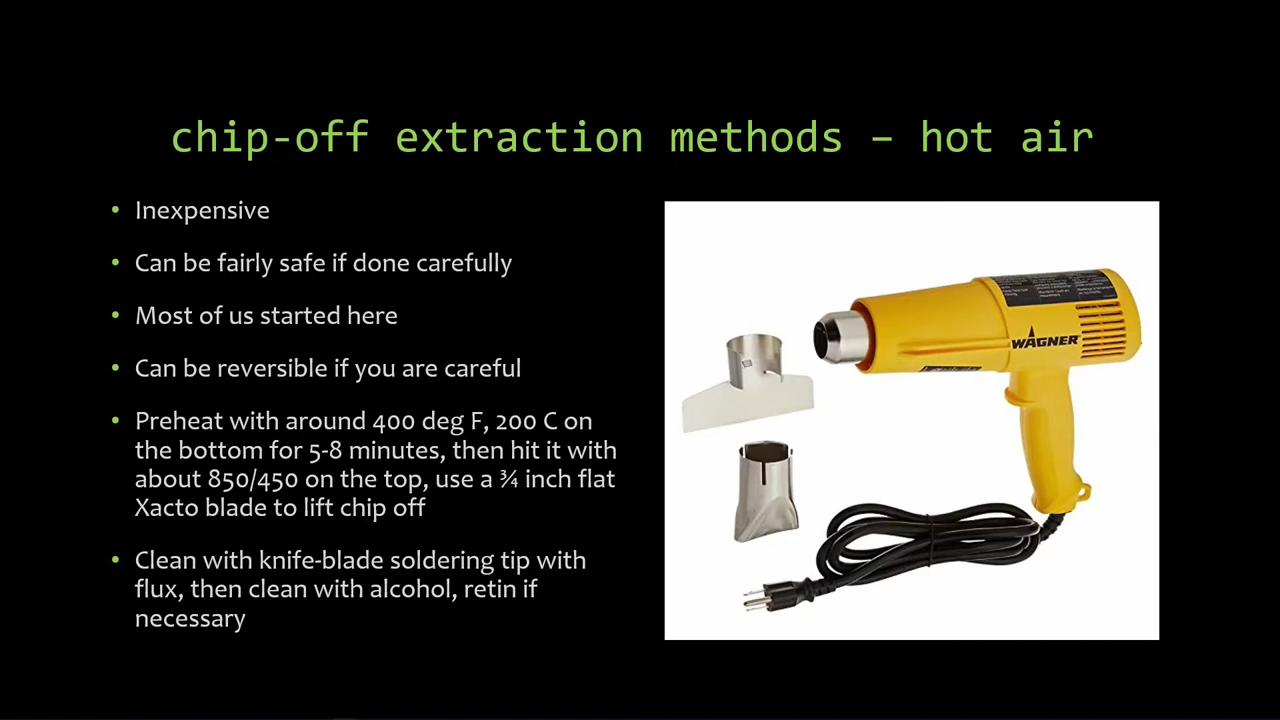 chip-off extraction methods – hot air
• Inexpensive
• Can be fairly safe if done carefully
• Most of us started here
• Can be reversible if you are careful
• Preheat with around 400 deg F, 200 C on
the bottom for 5-8 minutes, then hit it with
about 850/450 on the top, use a ¾ inch flat
Xacto blade to lift chip off
• Clean with knife-blade soldering tip with
flux, then clean with alcohol, retin if
necessary
WAGNER